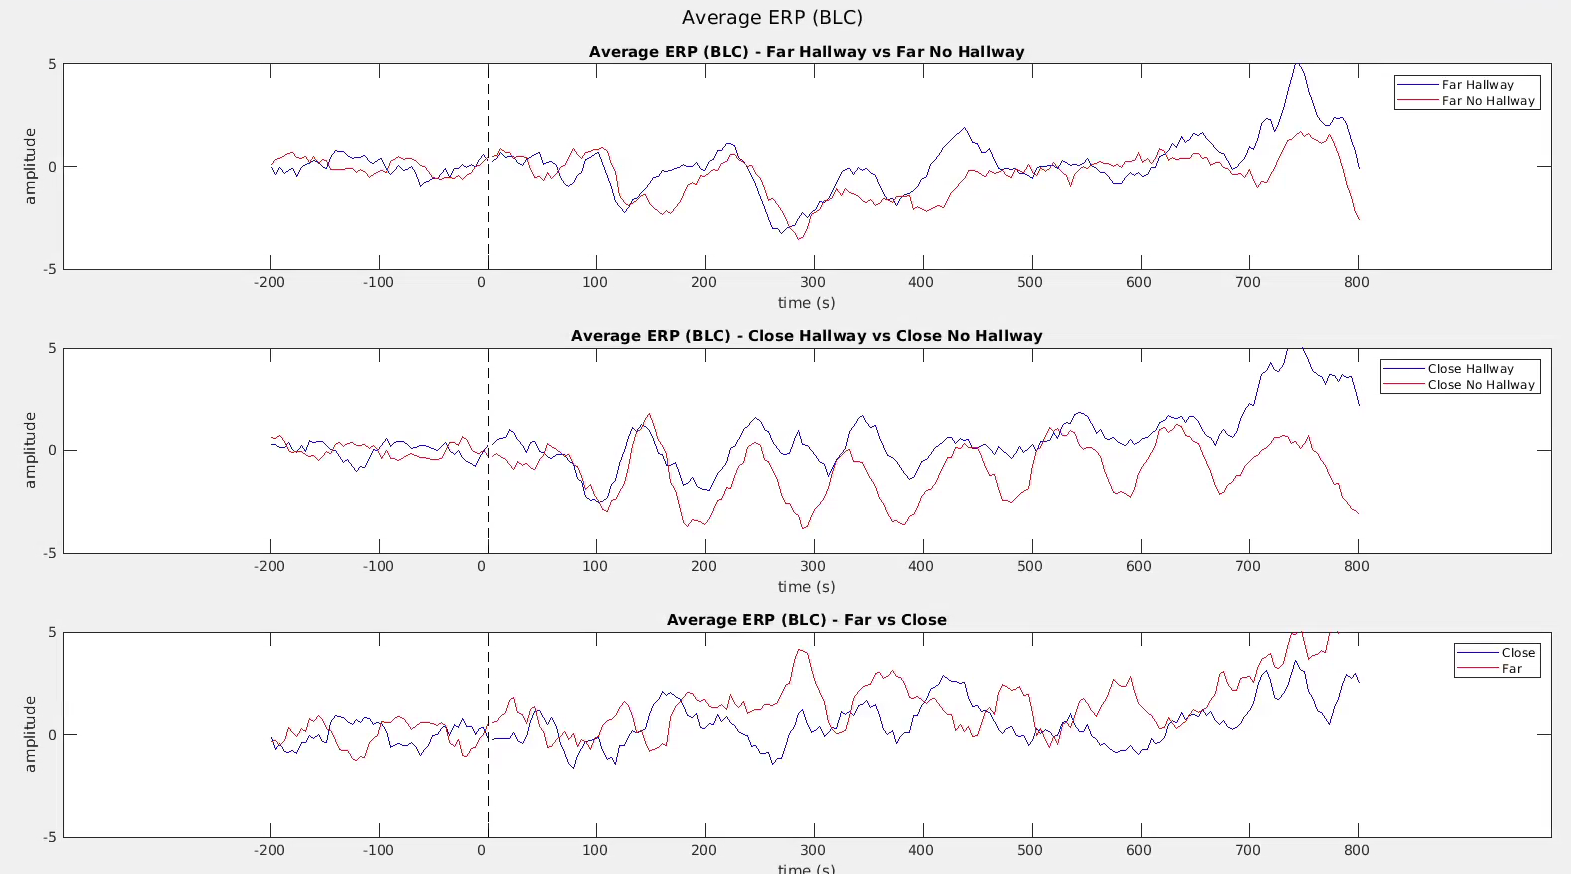 Average ERP (BLC)
Average ERP (BLC) - Far Hallway vs Far No Hallway
5
0
-5
amplitude
Far Hallway
Far No Hallway
-200 -100 0 100 200 300 400 500 600 700 800
time (s)
Average ERP (BLC) - Close Hallway vs Close No Hallway
5
0
-5
amplitude
Close Hallway
Close No Hallway
-200 -100 0 100 200 300 400 500 600 700 800
time (s)
Average ERP (BLC) - Far vs Close
5
0
-5
amplitude
Close
Far
-200 -100 0 100 200 300 400 500 600 700 800
time (s)